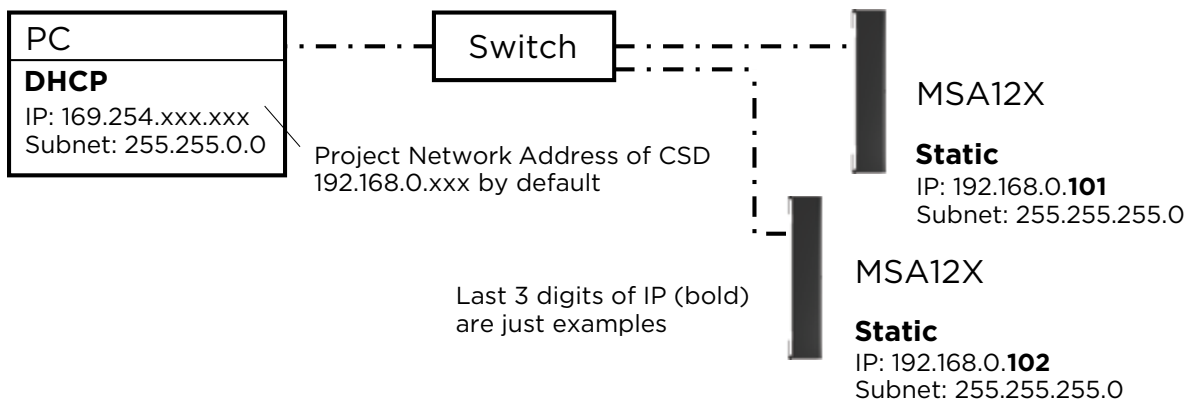 PC
DHCP
IP: 169.254.xxx.xxx
Subnet: 255.255.0.0
Switch
Project Network Address of CSD
192.168.0.xxx by default
MSA12X
Static
IP: 192.168.0.101
Subnet: 255.255.255.0
Last 3 digits of IP (bold)
are just examples
MSA12X
Static
IP: 192.168.0.102
Subnet: 255.255.255.0